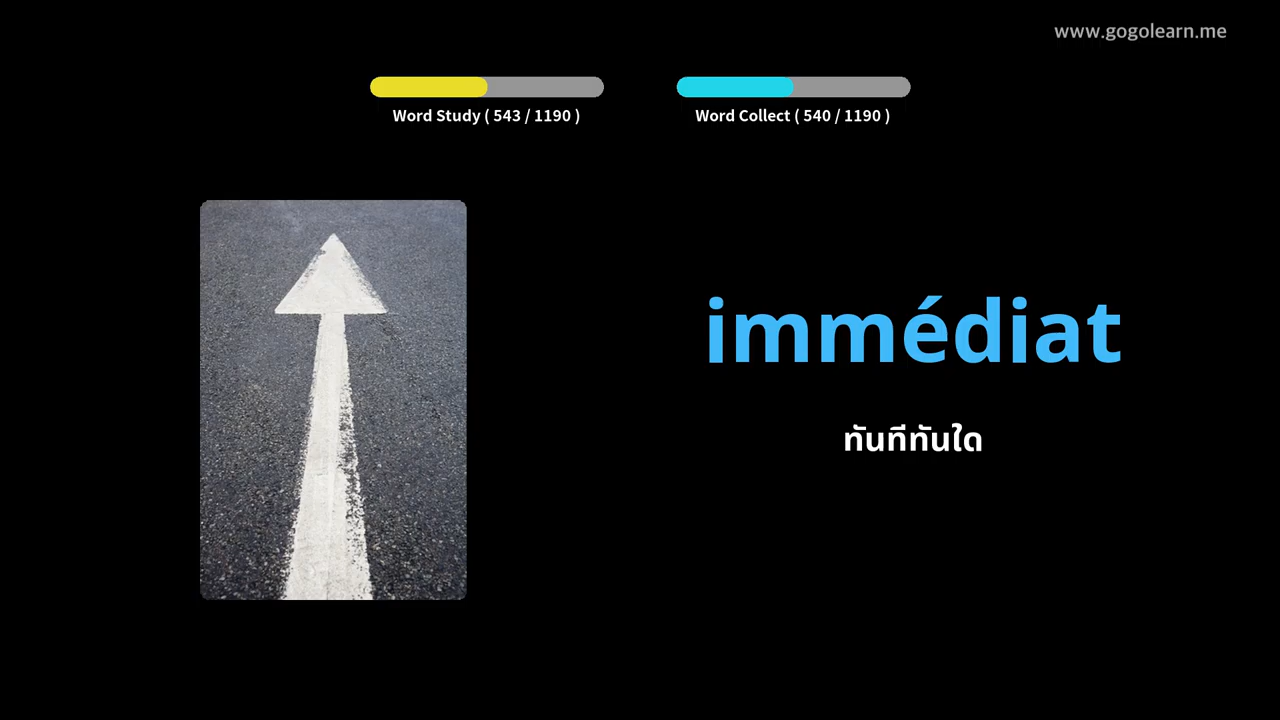 www.gogolearn.me
Word Study ( 543 / 1190 )
Word Collect ( 540 / 1190 )
immédiat
ทันทีทันใด